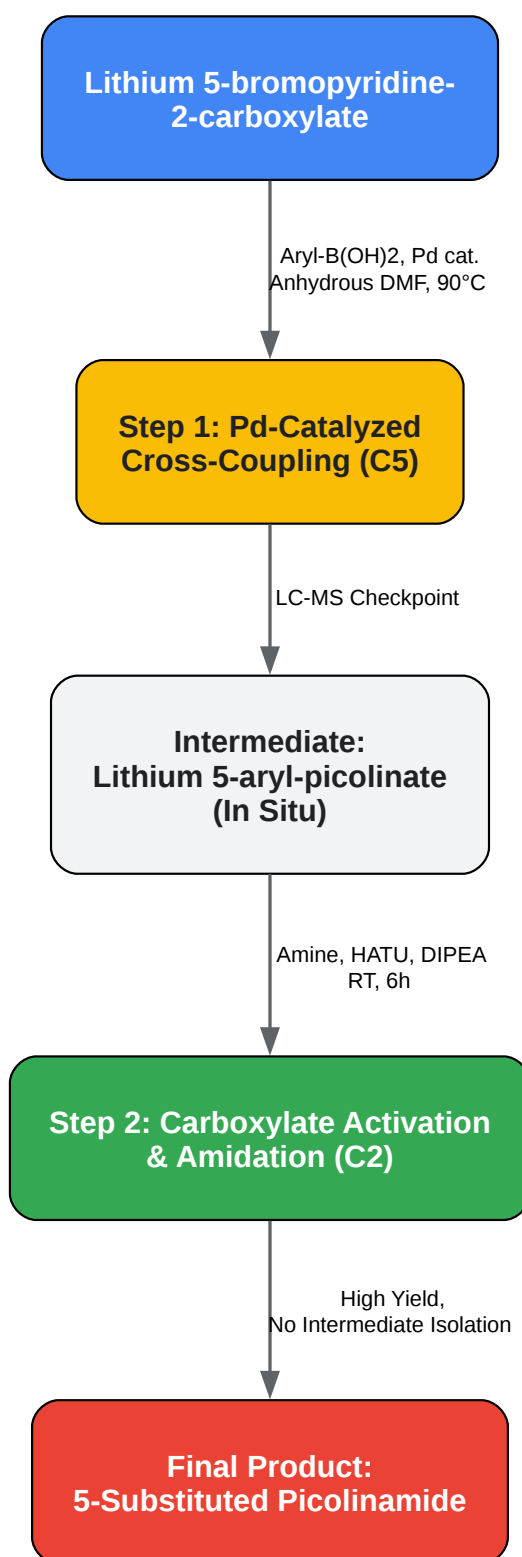 Lithium 5-bromopyridine-
2-carboxylate
Aryl-B(OH)2, Pd cat.
Anhydrous DMF, 90°C
Step 1: Pd-Catalyzed
Cross-Coupling (C5)
LC-MS Checkpoint
Intermediate:
Lithium 5-aryl-picolinate
(In Situ)
Amine, HATU, DIPEA
RT, 6h
Step 2: Carboxylate Activation
& Amidation (C2)
High Yield,
No Intermediate Isolation
Final Product:
5-Substituted Picolinamide